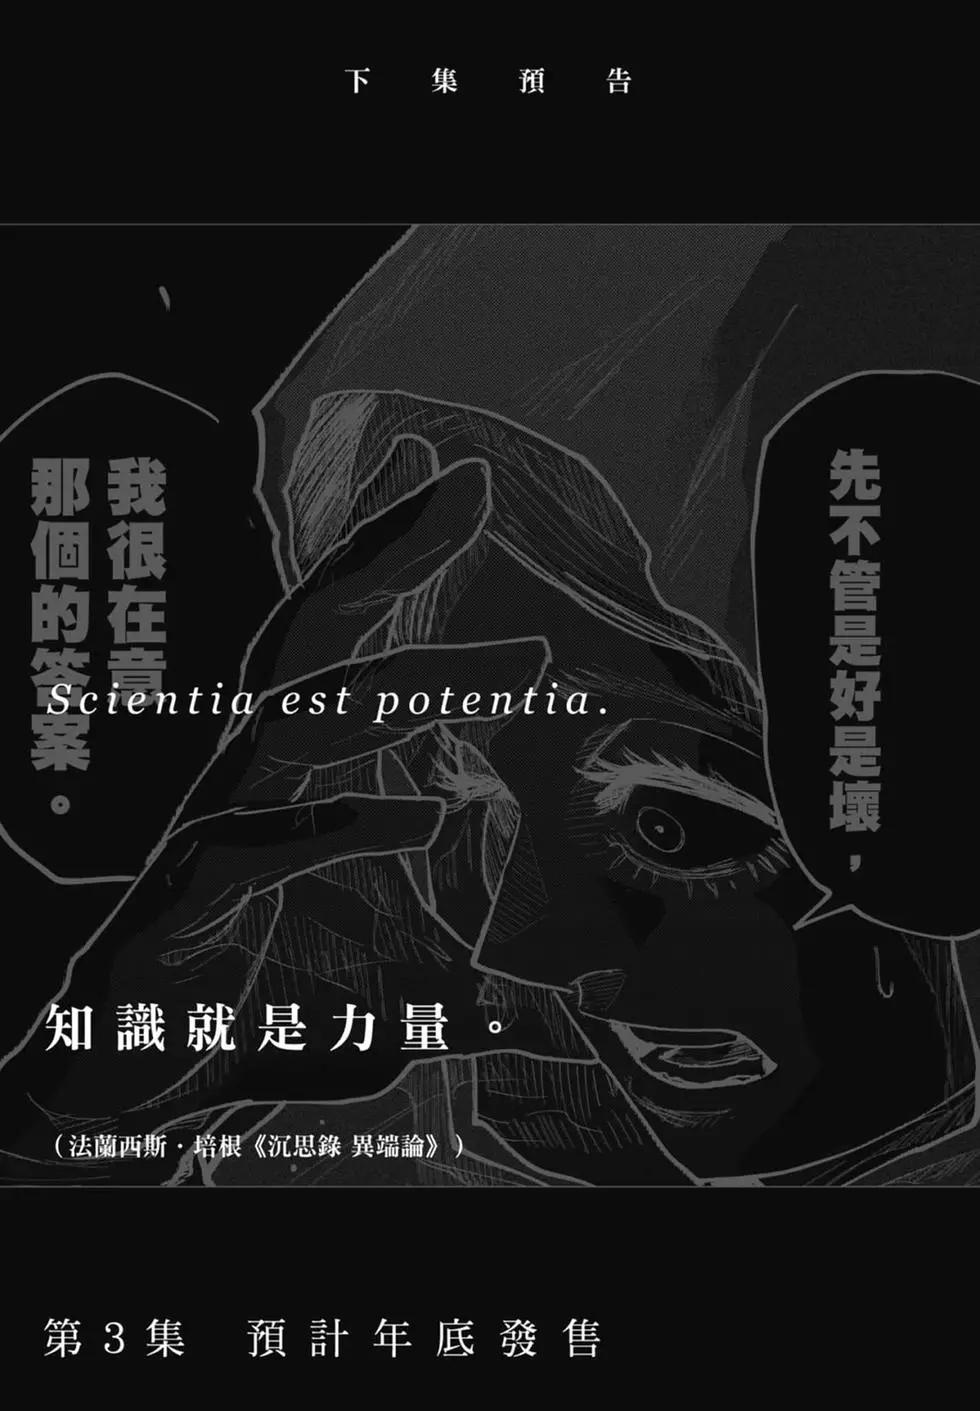 下集預告
先不管是好是壞，
我很在意
那個的答案。
Scientia est potentia.
知識就是力量。
（法蘭西斯・培根《沉思錄 異端論》）
第3集 預計年底發售